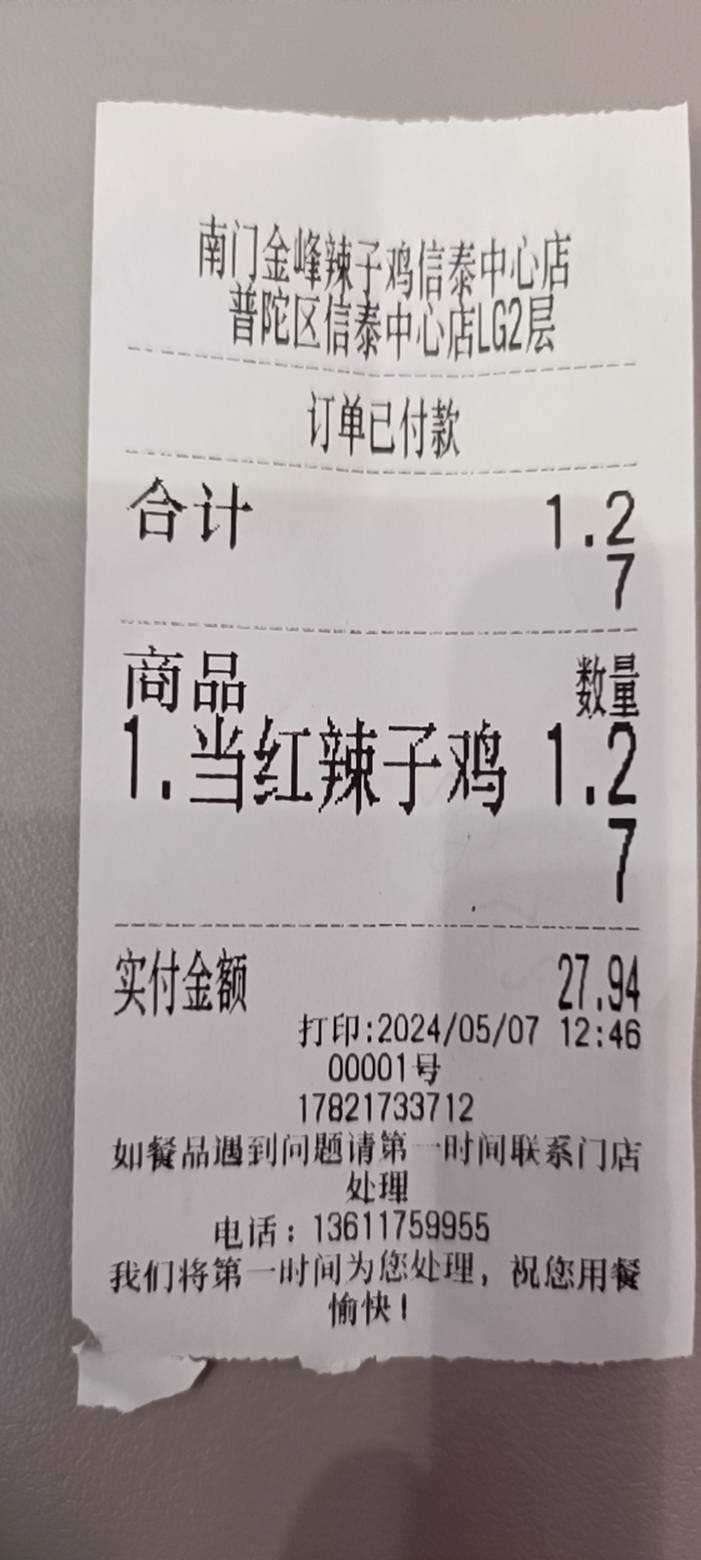 南门金峰辣子鸡信泰中心店
普陀区信泰中心店LG2层
订单已付款
合计 1.2
7
商品 数量
1.当红辣子鸡 1.2
7
实付金额 27.94
打印:2024/05/07 12:46
00001号
17821733712
如餐品遇到问题请第一时间联系门店
处理
电话：13611759955
我们将第一时间为您处理，祝您用餐
愉快！